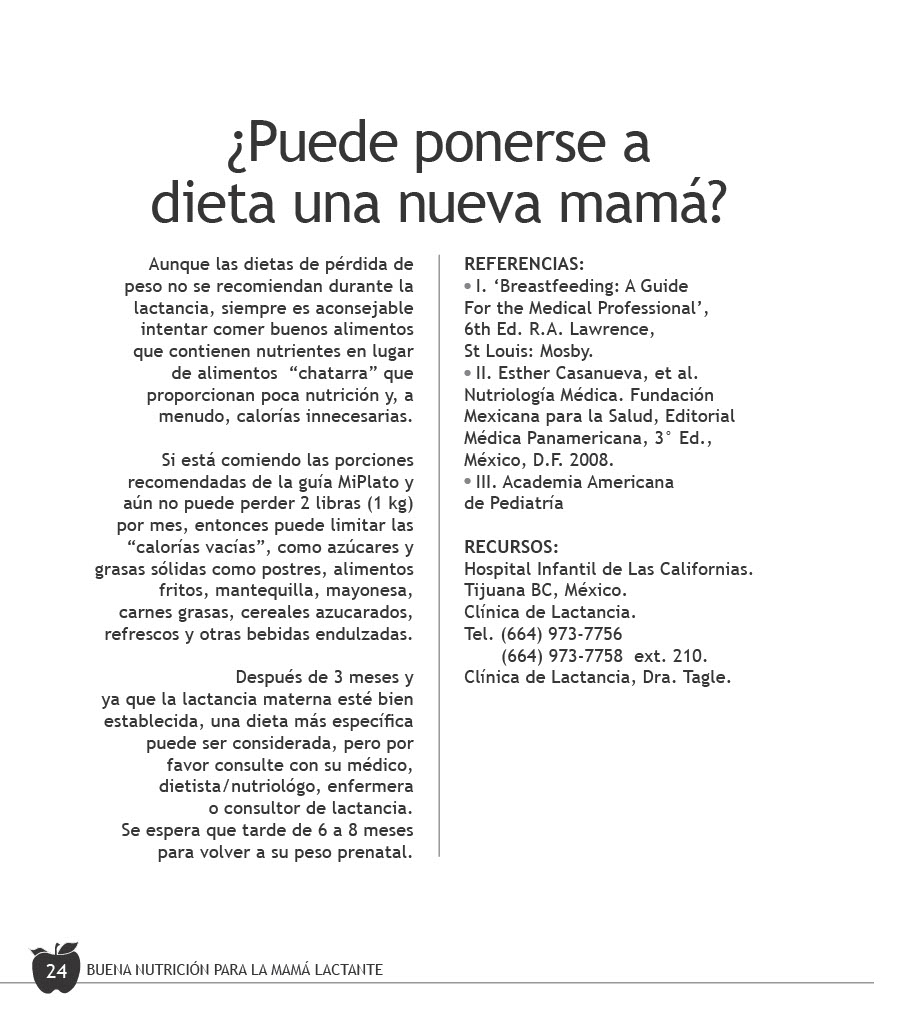 ¿Puede ponerse a
dieta una nueva mamá?
Aunque las dietas de pérdida de
peso no se recomiendan durante la
lactancia, siempre es aconsejable
intentar comer buenos alimentos
que contienen nutrientes en lugar
de alimentos  “chatarra” que
proporcionan poca nutrición y, a
menudo, calorías innecesarias.
Si está comiendo las porciones
recomendadas de la guía MiPlato y
aún no puede perder 2 libras (1 kg)
por mes, entonces puede limitar las
“calorías vacías”, como azúcares y
grasas sólidas como postres, alimentos
fritos, mantequilla, mayonesa,
carnes grasas, cereales azucarados,
refrescos y otras bebidas endulzadas.
Después de 3 meses y
ya que la lactancia materna esté bien
establecida, una dieta más específica
puede ser considerada, pero por
favor consulte con su médico,
dietista/nutriológo, enfermera
o consultor de lactancia.
Se espera que tarde de 6 a 8 meses
para volver a su peso prenatal.
REFERENCIAS:
• I. ‘Breastfeeding: A Guide
For the Medical Professional’,
6th Ed. R.A. Lawrence,
St Louis: Mosby.
• II. Esther Casanueva, et al.
Nutriología Médica. Fundación
Mexicana para la Salud, Editorial
Médica Panamericana, 3° Ed.,
México, D.F. 2008.
• III. Academia Americana
de Pediatría
RECURSOS:
Hospital Infantil de Las Californias.
Tijuana BC, México.
Clínica de Lactancia.
Tel. (664) 973-7756
(664) 973-7758  ext. 210.
Clínica de Lactancia, Dra. Tagle.
24 BUENA NUTRICIÓN PARA LA MAMÁ LACTANTE